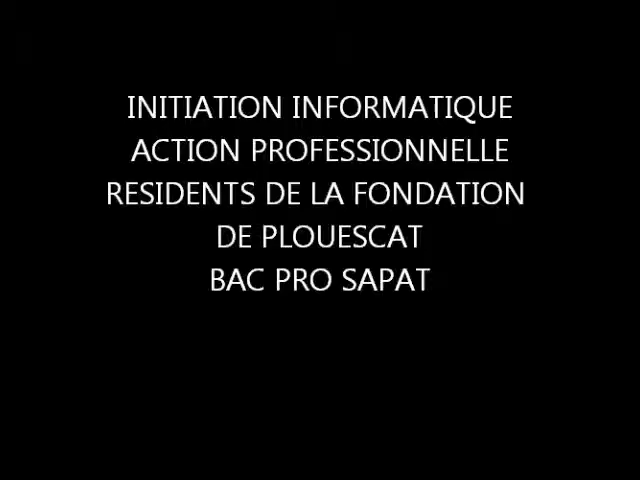 INITIATION INFORMATIQUE
ACTION PROFESSIONNELLE
RESIDENTS DE LA FONDATION
DE PLOUESCAT
BAC PRO SAPAT